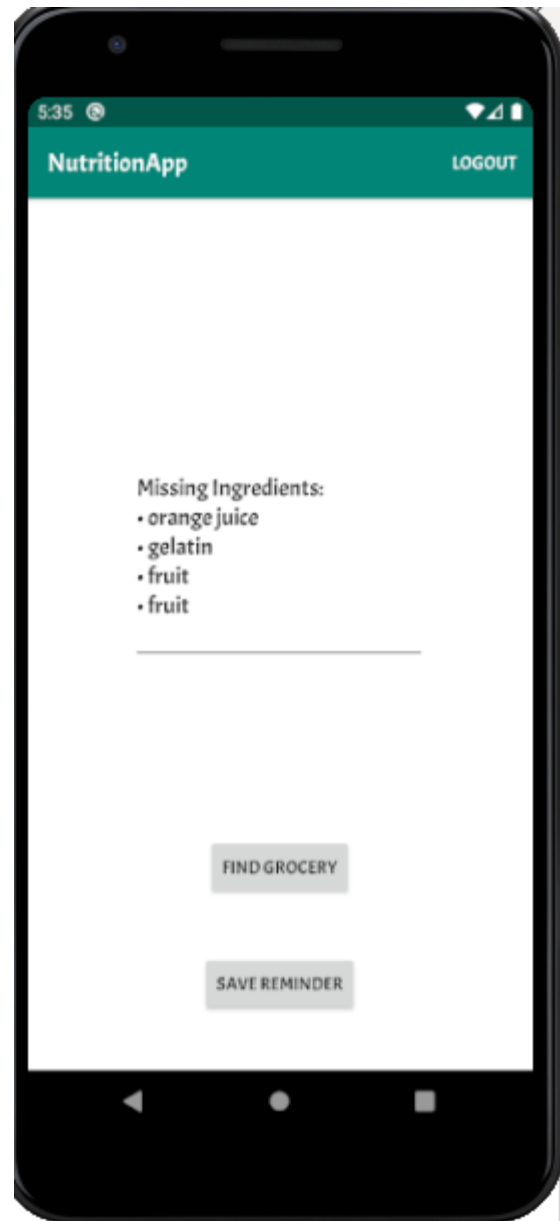 5:35
NutritionApp LOGOUT
Missing Ingredients:
• orange juice
• gelatin
• fruit
• fruit
FIND GROCERY
SAVE REMINDER